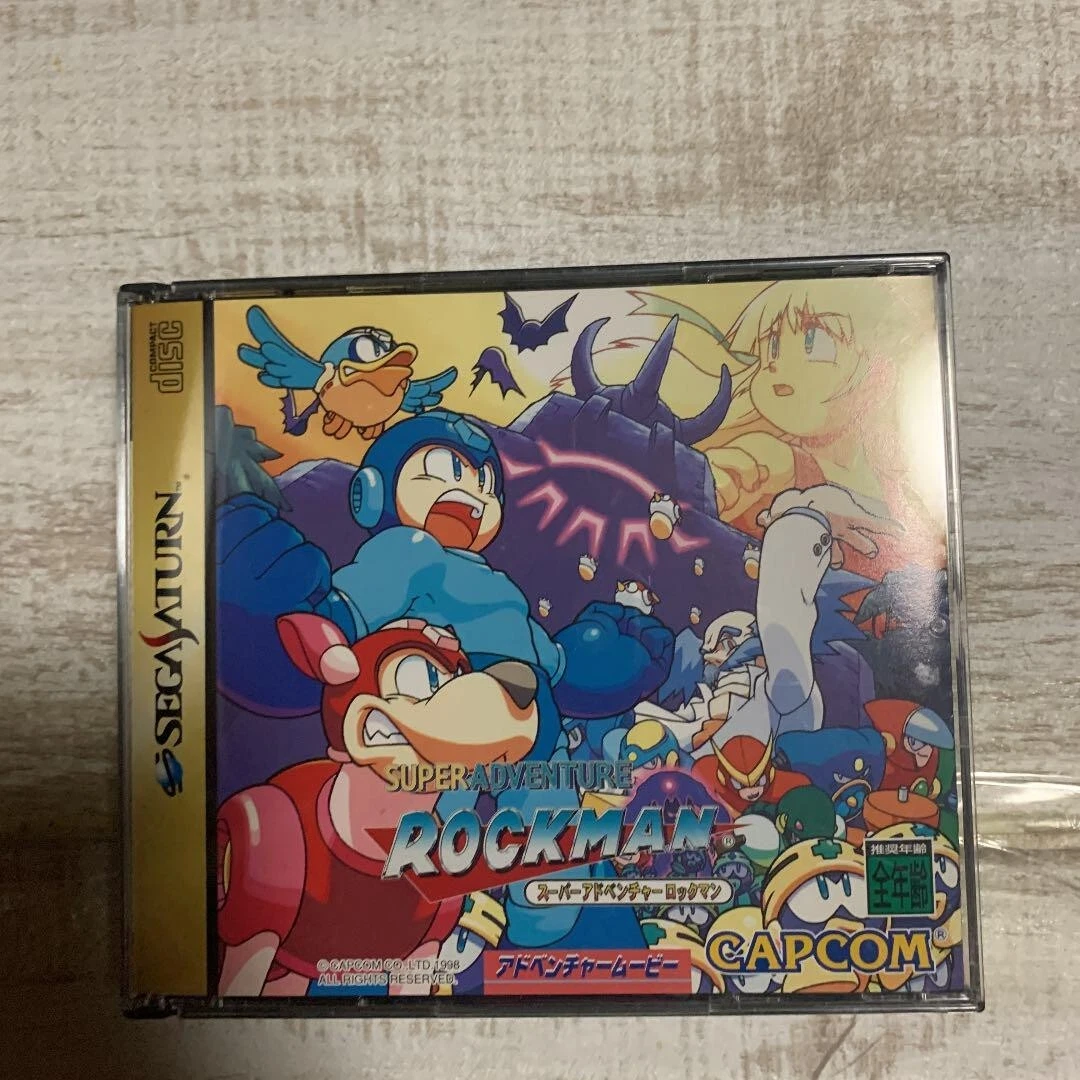 COMPACT
disc
SEGA SATURN™
SUPER ADVENTURE
ROCKMAN®
スーパーアドベンチャー ロックマン
推奨年齢
全年齢
© CAPCOM CO., LTD. 1998
ALL RIGHTS RESERVED.
アドベンチャームービー
CAPCOM®